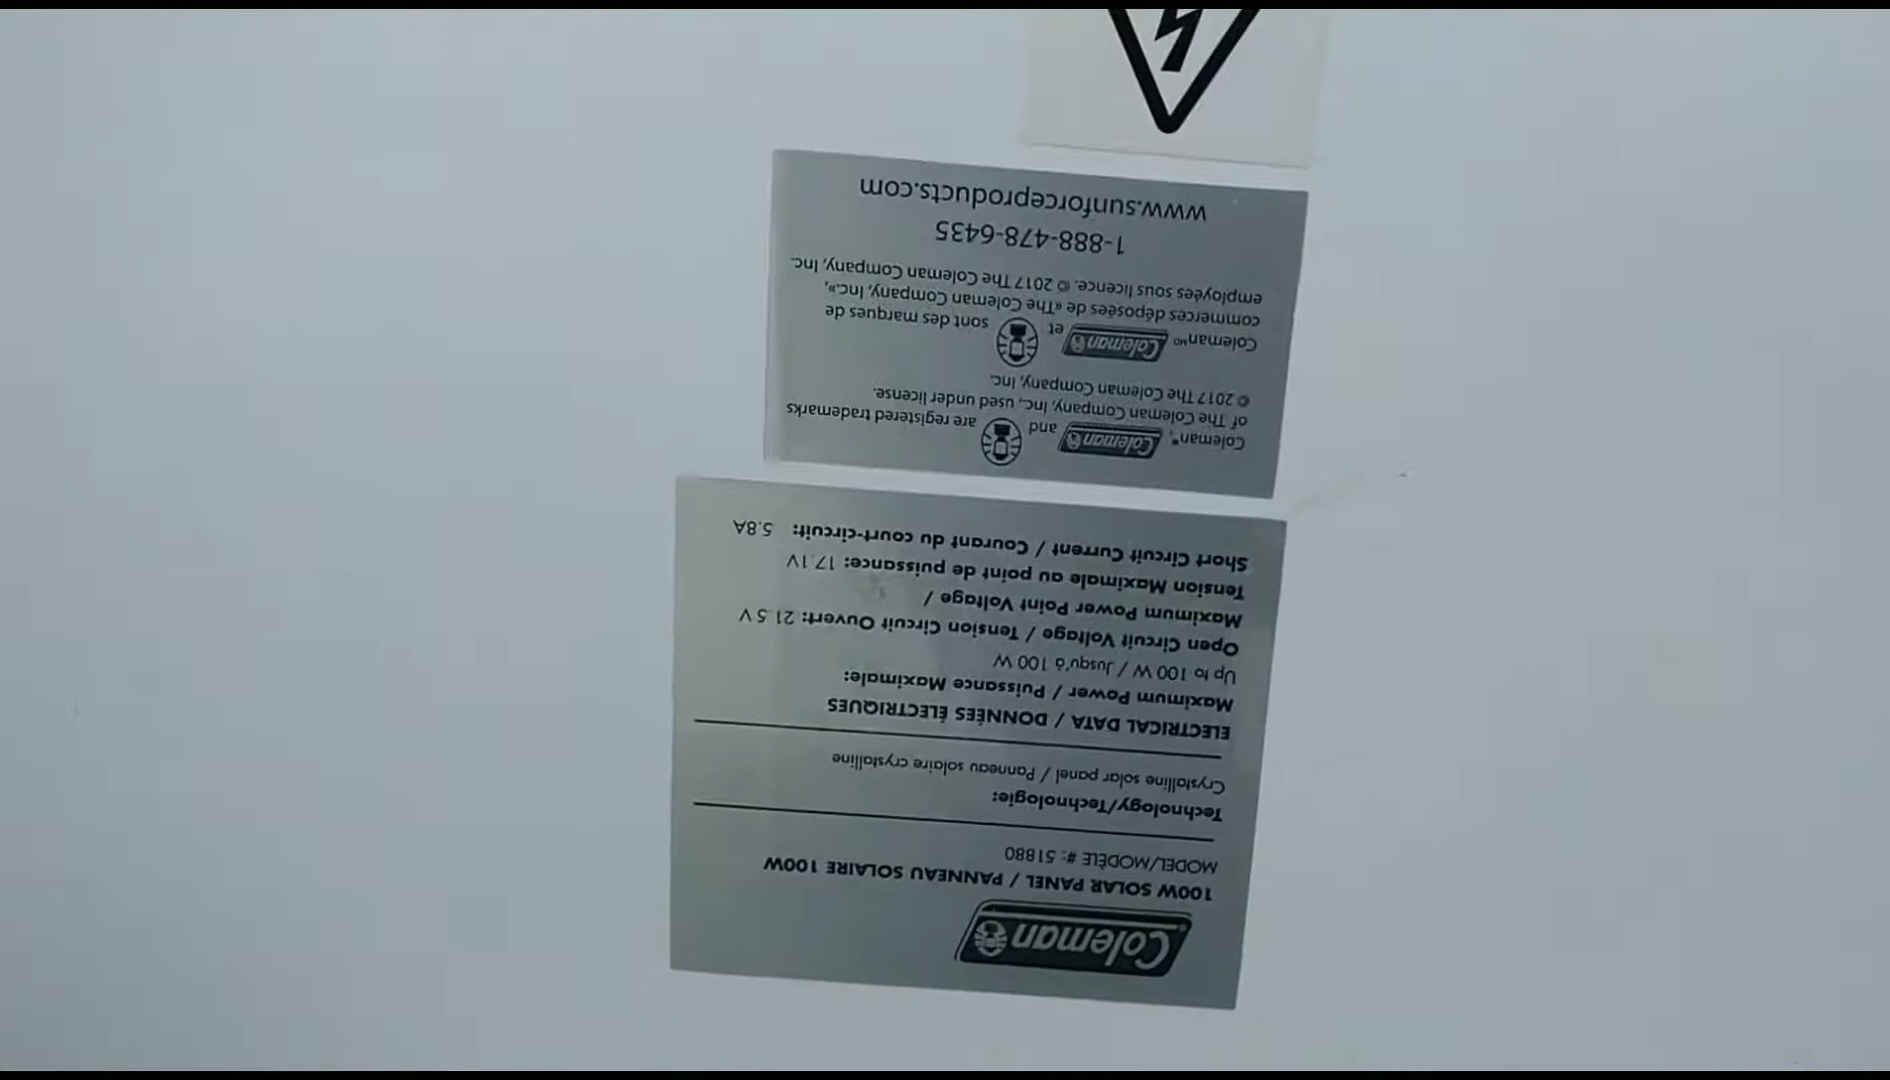 Coleman
100W SOLAR PANEL / PANNEAU SOLAIRE 100W
MODEL/MODÈLE #: 51880
Technology/Technologie:
Crystalline solar panel / Panneau solaire crystalline
ELECTRICAL DATA / DONNÉES ÉLECTRIQUES
Maximum Power / Puissance Maximale:
Up to 100 W / Jusqu'à 100 W
Open Circuit Voltage / Tension Circuit Ouvert: 21.5 V
Maximum Power Point Voltage /
Tension Maximale au point de puissance: 17.1V
Short Circuit Current / Courant du court-circuit: 5.8A
Coleman®, Coleman and are registered trademarks
of The Coleman Company, Inc., used under license.
© 2017 The Coleman Company, Inc.
Coleman MD Coleman et sont des marques de
commerces déposées de «The Coleman Company, Inc.»,
employées sous licence. © 2017 The Coleman Company, Inc.
1-888-478-6435
www.sunforceproducts.com